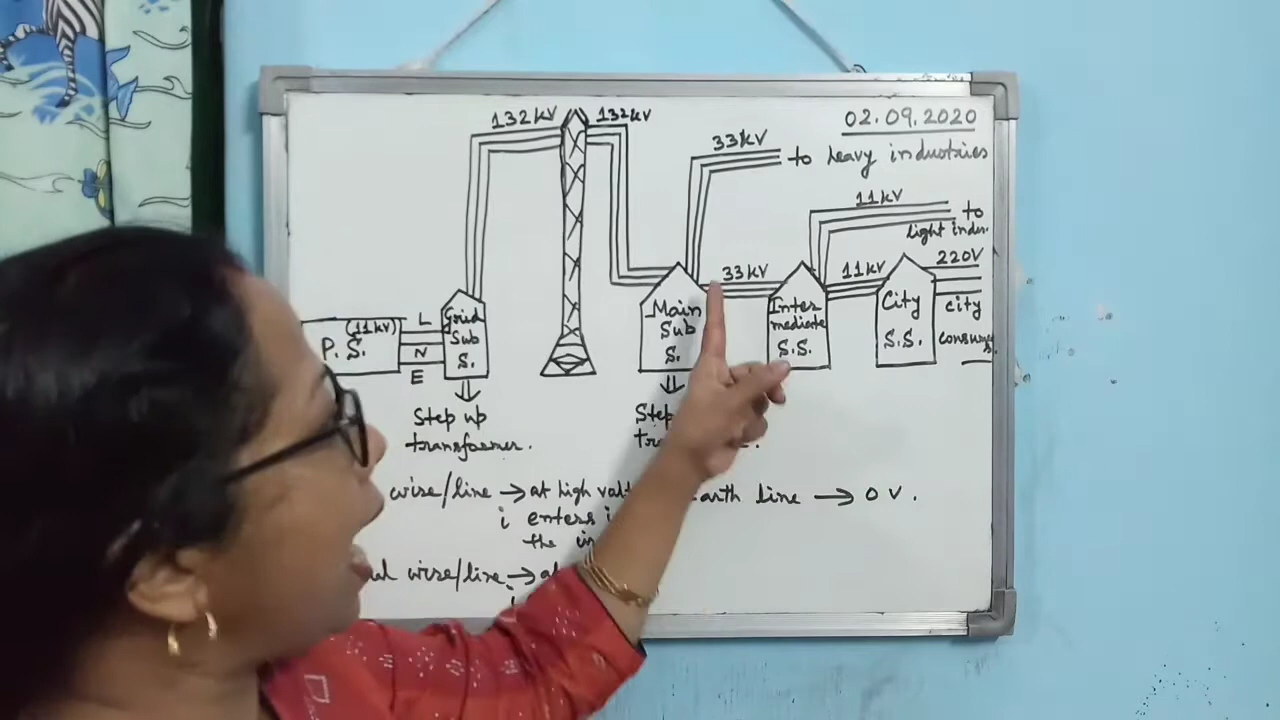 02.09.2020
132kV
132kV
33kV
to heavy industries
11kV
to
light indus.
33kV
11kV
220V
(11kV)
P. S.
L
N
E
Grid
Sub
S.
Main
Sub
S.
Inter
mediate
S.S.
City
S.S.
city
consumers.
Step up
transformer.
Step
wire/line → at high
earth line → 0 V.
i enters
the
wire/line →